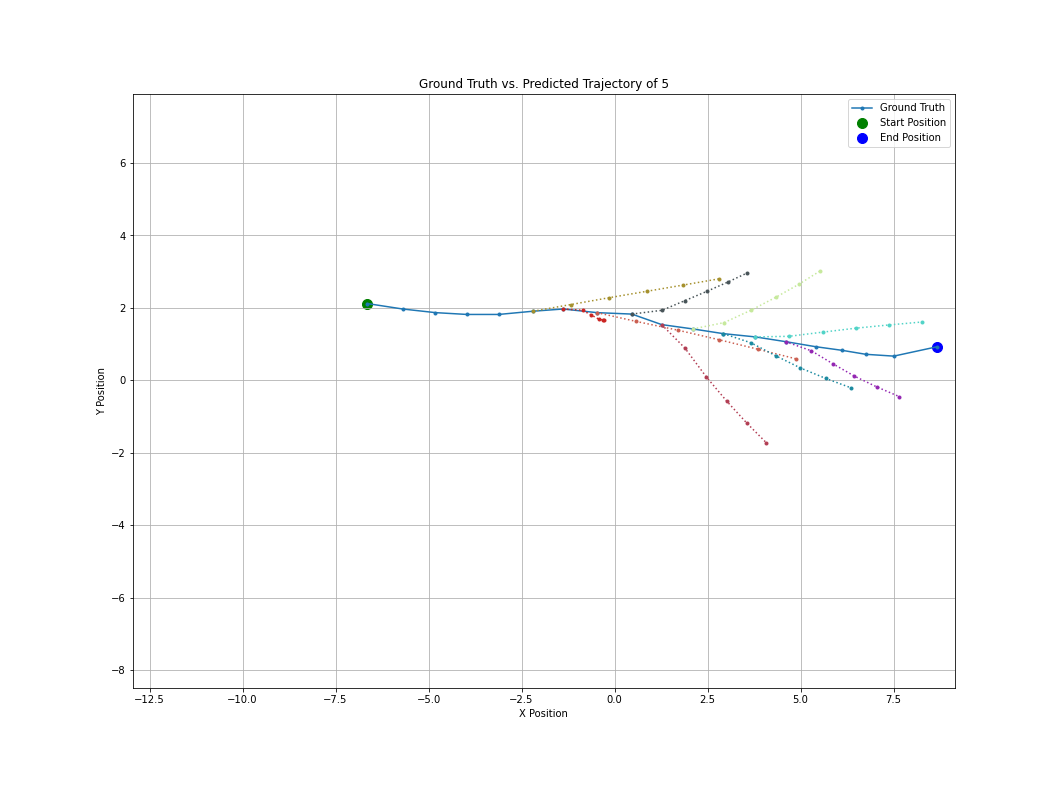 Ground Truth vs. Predicted Trajectory of 5
Ground Truth
Start Position
End Position
6
4
2
0
−2
−4
−6
−8
Y Position
−12.5 −10.0 −7.5 −5.0 −2.5 0.0 2.5 5.0 7.5
X Position